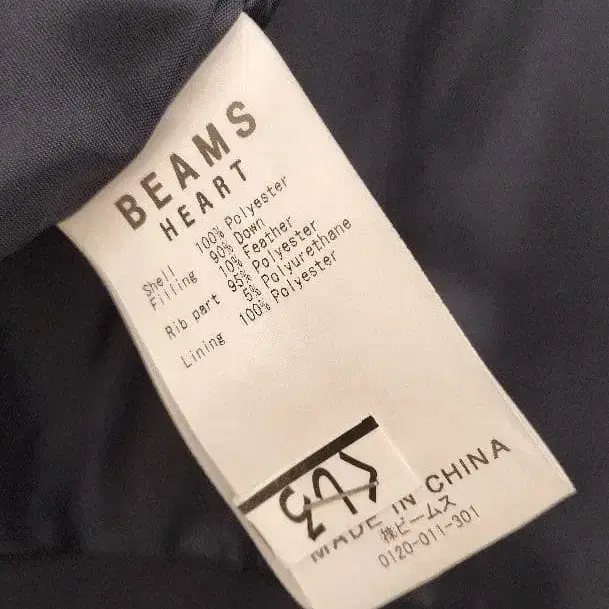 BEAMS
HEART
Shell 100% Polyester
Filling 90% Down
10% Feather
Rib part 95% Polyester
5% Polyurethane
Lining 100% Polyester
MADE IN CHINA
㈱ビームス
0120-011-301